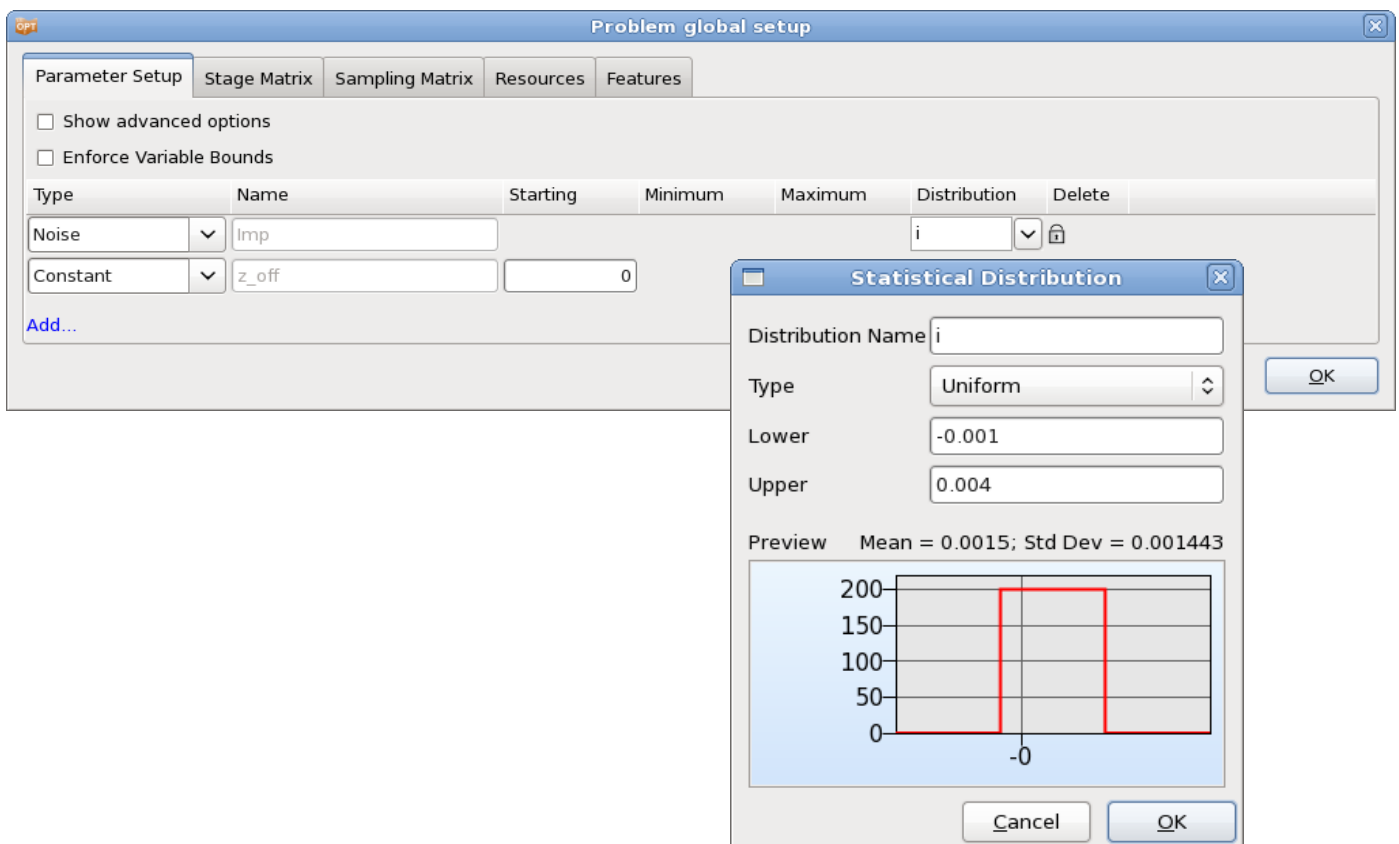 OPT Problem global setup
Parameter Setup Stage Matrix Sampling Matrix Resources Features
Show advanced options
Enforce Variable Bounds
Type Name Starting Minimum Maximum Distribution Delete
Noise Imp i
Constant z_off 0
Add...
OK
Statistical Distribution
Distribution Name i
Type Uniform
Lower -0.001
Upper 0.004
Preview Mean = 0.0015; Std Dev = 0.001443
200
150
100
50
0
-0
Cancel OK